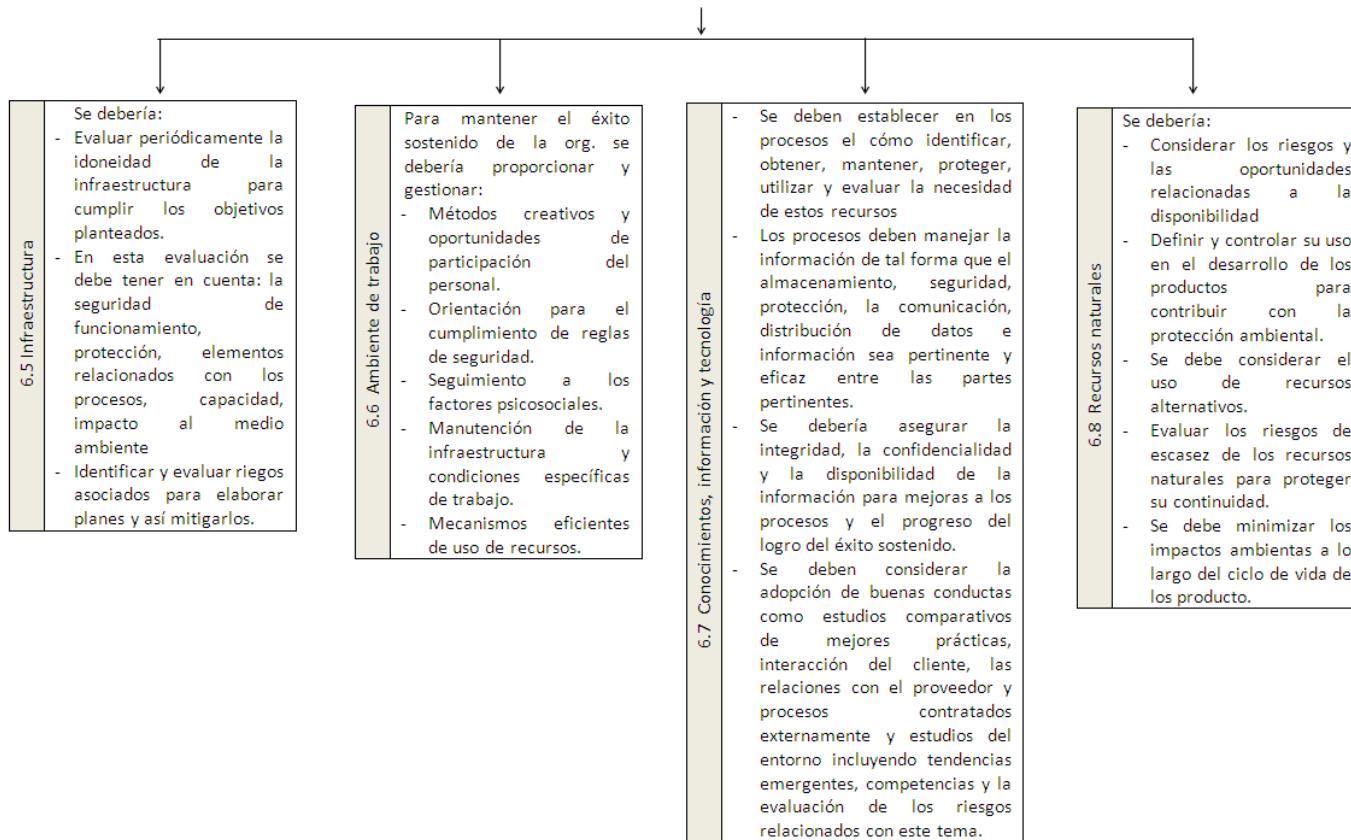 6.5 Infraestructura
Se debería:
- Evaluar periódicamente la
idoneidad de la
infraestructura para
cumplir los objetivos
planteados.
- En esta evaluación se
debe tener en cuenta: la
seguridad de
funcionamiento,
protección, elementos
relacionados con los
procesos, capacidad,
impacto al medio
ambiente
- Identificar y evaluar riegos
asociados para elaborar
planes y así mitigarlos.
6.6 Ambiente de trabajo
Para mantener el éxito
sostenido de la org. se
debería proporcionar y
gestionar:
- Métodos creativos y
oportunidades de
participación del
personal.
- Orientación para el
cumplimiento de reglas
de seguridad.
- Seguimiento a los
factores psicosociales.
- Manutención de la
infraestructura y
condiciones específicas
de trabajo.
- Mecanismos eficientes
de uso de recursos.
6.7 Conocimientos, información y tecnología
- Se deben establecer en los
procesos el cómo identificar,
obtener, mantener, proteger,
utilizar y evaluar la necesidad
de estos recursos
- Los procesos deben manejar la
información de tal forma que el
almacenamiento, seguridad,
protección, la comunicación,
distribución de datos e
información sea pertinente y
eficaz entre las partes
pertinentes.
- Se debería asegurar la
integridad, la confidencialidad
y la disponibilidad de la
información para mejoras a los
procesos y el progreso del
logro del éxito sostenido.
- Se deben considerar la
adopción de buenas conductas
como estudios comparativos
de mejores prácticas,
interacción del cliente, las
relaciones con el proveedor y
procesos contratados
externamente y estudios del
entorno incluyendo tendencias
emergentes, competencias y la
evaluación de los riesgos
relacionados con este tema.
6.8 Recursos naturales
Se debería:
- Considerar los riesgos y
las oportunidades
relacionadas a la
disponibilidad
- Definir y controlar su uso
en el desarrollo de los
productos para
contribuir con la
protección ambiental.
- Se debe considerar el
uso de recursos
alternativos.
- Evaluar los riesgos de
escasez de los recursos
naturales para proteger
su continuidad.
- Se debe minimizar los
impactos ambientas a lo
largo del ciclo de vida de
los producto.